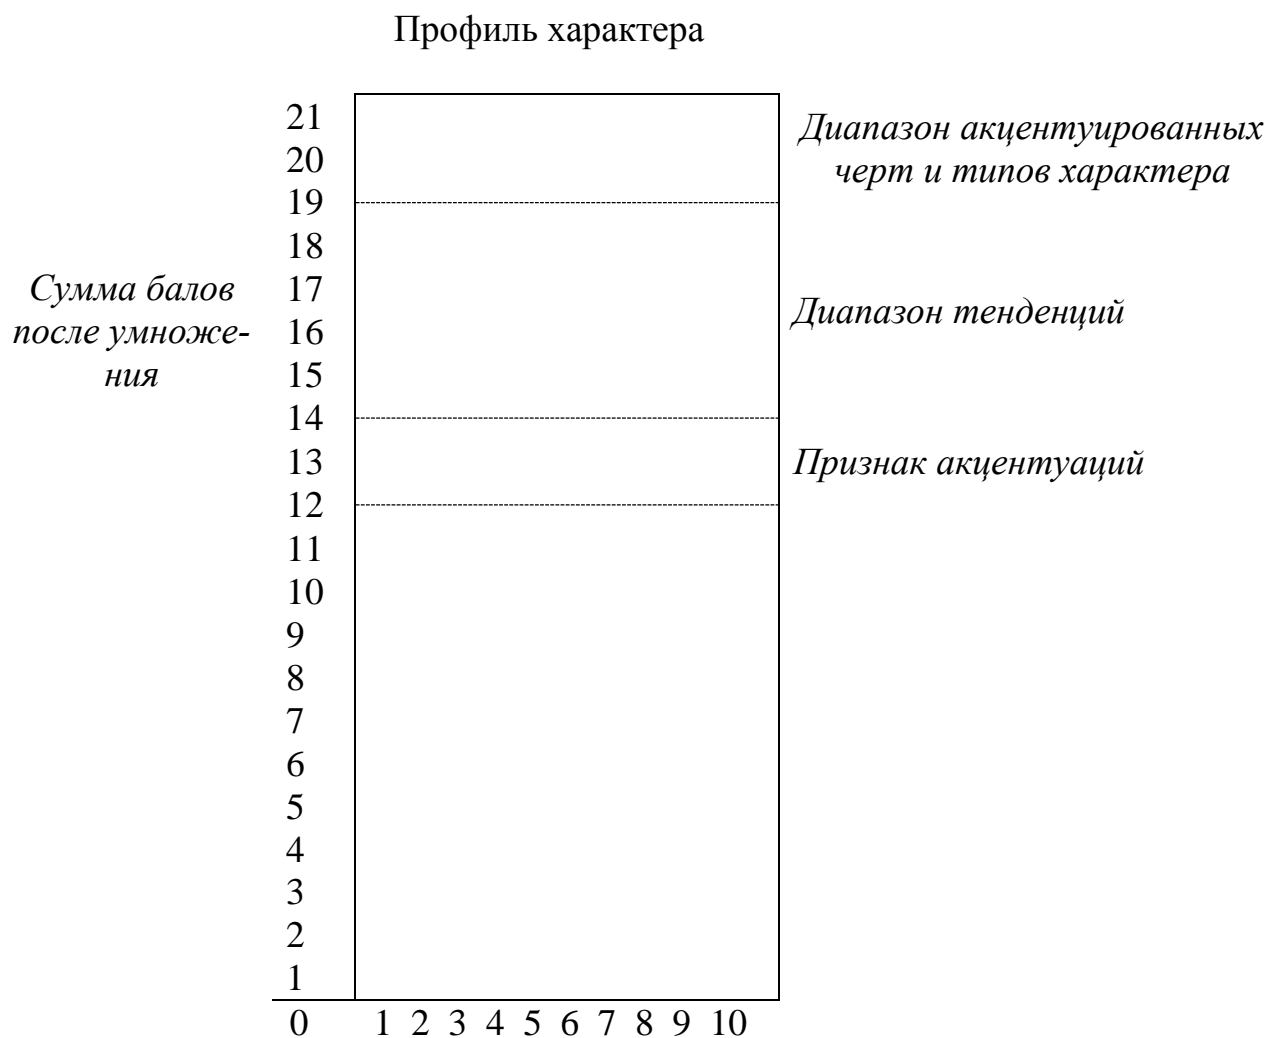 Профиль характера
21
Диапазон акцентуированных
20
черт и типов характера
19
18
Сумма балов
17
после умноже-
16
ния
Диапазон тенденций
15
14
13
Признак акцентуаций
12
11
10
9
8
7
6
5
4
3
2
1
0 1 2 3 4 5 6 7 8 9 10